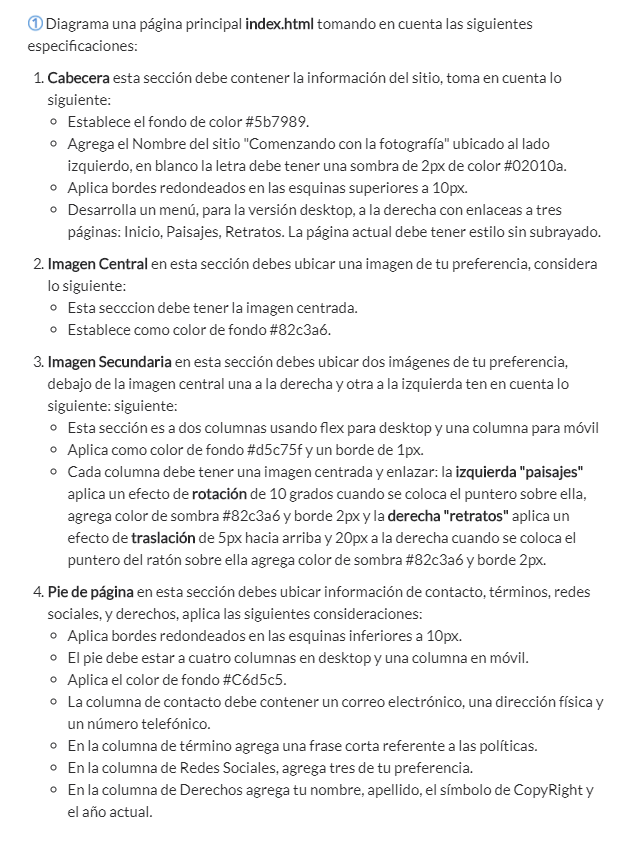 ① Diagrama una página principal index.html tomando en cuenta las siguientes
especificaciones:
1. Cabecera esta sección debe contener la información del sitio, toma en cuenta lo
siguiente:
◦ Establece el fondo de color #5b7989.
◦ Agrega el Nombre del sitio "Comenzando con la fotografía" ubicado al lado
izquierdo, en blanco la letra debe tener una sombra de 2px de color #02010a.
◦ Aplica bordes redondeados en las esquinas superiores a 10px.
◦ Desarrolla un menú, para la versión desktop, a la derecha con enlaceas a tres
páginas: Inicio, Paisajes, Retratos. La página actual debe tener estilo sin subrayado.
2. Imagen Central en esta sección debes ubicar una imagen de tu preferencia, considera
lo siguiente:
◦ Esta secccion debe tener la imagen centrada.
◦ Establece como color de fondo #82c3a6.
3. Imagen Secundaria en esta sección debes ubicar dos imágenes de tu preferencia,
debajo de la imagen central una a la derecha y otra a la izquierda ten en cuenta lo
siguiente: siguiente:
◦ Esta sección es a dos columnas usando flex para desktop y una columna para móvil
◦ Aplica como color de fondo #d5c75f y un borde de 1px.
◦ Cada columna debe tener una imagen centrada y enlazar: la izquierda "paisajes"
aplica un efecto de rotación de 10 grados cuando se coloca el puntero sobre ella,
agrega color de sombra #82c3a6 y borde 2px y la derecha "retratos" aplica un
efecto de traslación de 5px hacia arriba y 20px a la derecha cuando se coloca el
puntero del ratón sobre ella agrega color de sombra #82c3a6 y borde 2px.
4. Pie de página en esta sección debes ubicar información de contacto, términos, redes
sociales, y derechos, aplica las siguientes consideraciones:
◦ Aplica bordes redondeados en las esquinas inferiores a 10px.
◦ El pie debe estar a cuatro columnas en desktop y una columna en móvil.
◦ Aplica el color de fondo #C6d5c5.
◦ La columna de contacto debe contener un correo electrónico, una dirección física y
un número telefónico.
◦ En la columna de término agrega una frase corta referente a las políticas.
◦ En la columna de Redes Sociales, agrega tres de tu preferencia.
◦ En la columna de Derechos agrega tu nombre, apellido, el símbolo de CopyRight y
el año actual.